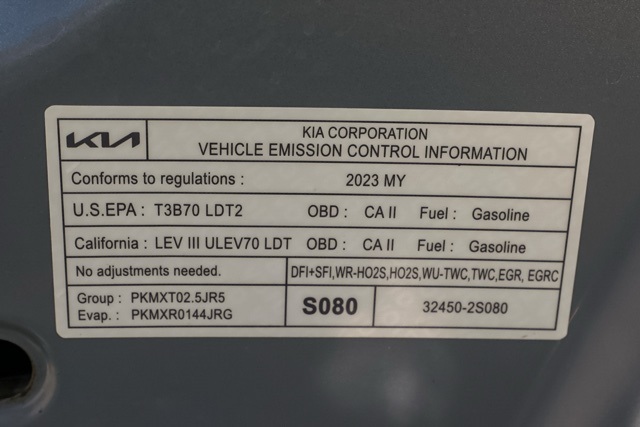 KIA
KIA CORPORATION
VEHICLE EMISSION CONTROL INFORMATION
Conforms to regulations : 2023 MY
U.S.EPA : T3B70 LDT2 OBD : CA II Fuel : Gasoline
California : LEV III ULEV70 LDT OBD : CA II Fuel : Gasoline
No adjustments needed. DFI+SFI,WR-HO2S,HO2S,WU-TWC,TWC,EGR, EGRC
Group : PKMXT02.5JR5
Evap. : PKMXR0144JRG
S080 32450-2S080